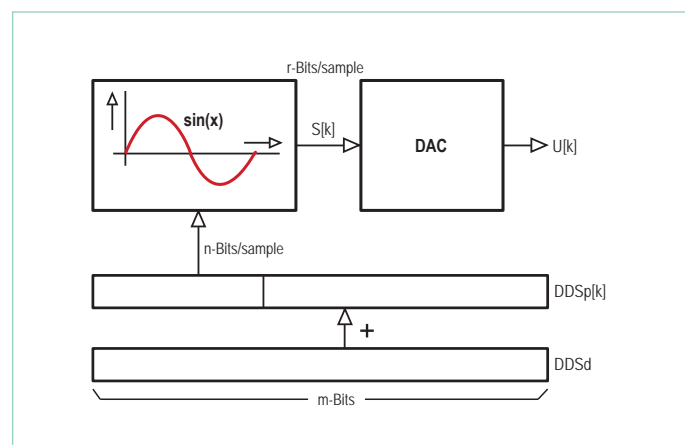 r-Bits/sample
sin(x)
S[k]
DAC
U[k]
n-Bits/sample
DDSp[k]
+
DDSd
m-Bits